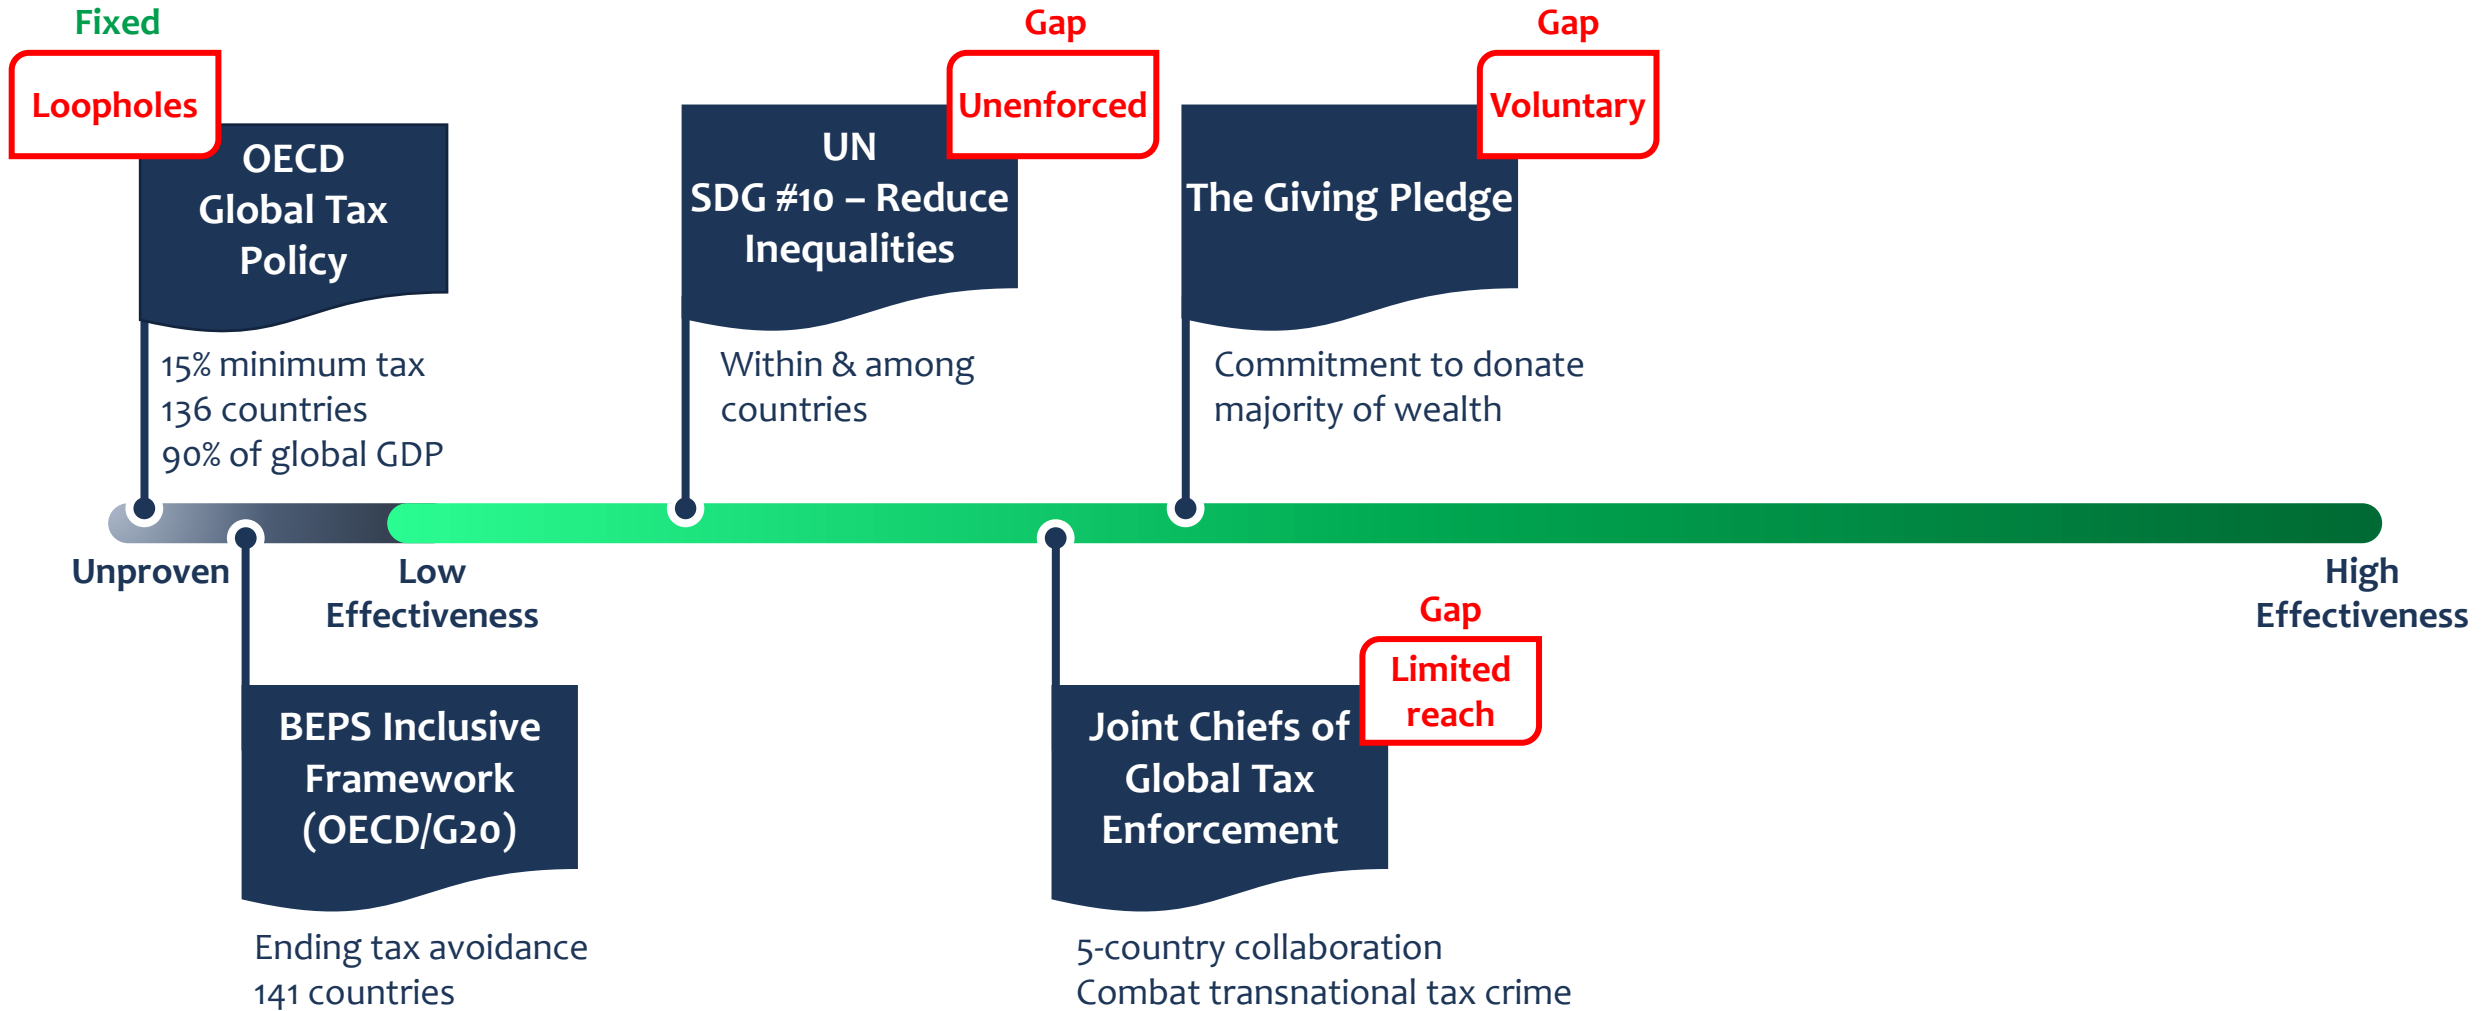 Fixed
Loopholes
OECD
Global Tax
Policy
15% minimum tax
136 countries
90% of global GDP
Gap
Unenforced
UN
SDG #10 – Reduce
Inequalities
Within & among
countries
Gap
Voluntary
The Giving Pledge
Commitment to donate
majority of wealth
Unproven
Low
Effectiveness
High
Effectiveness
BEPS Inclusive
Framework
(OECD/G20)
Ending tax avoidance
141 countries
Gap
Limited
reach
Joint Chiefs of
Global Tax
Enforcement
5-country collaboration
Combat transnational tax crime